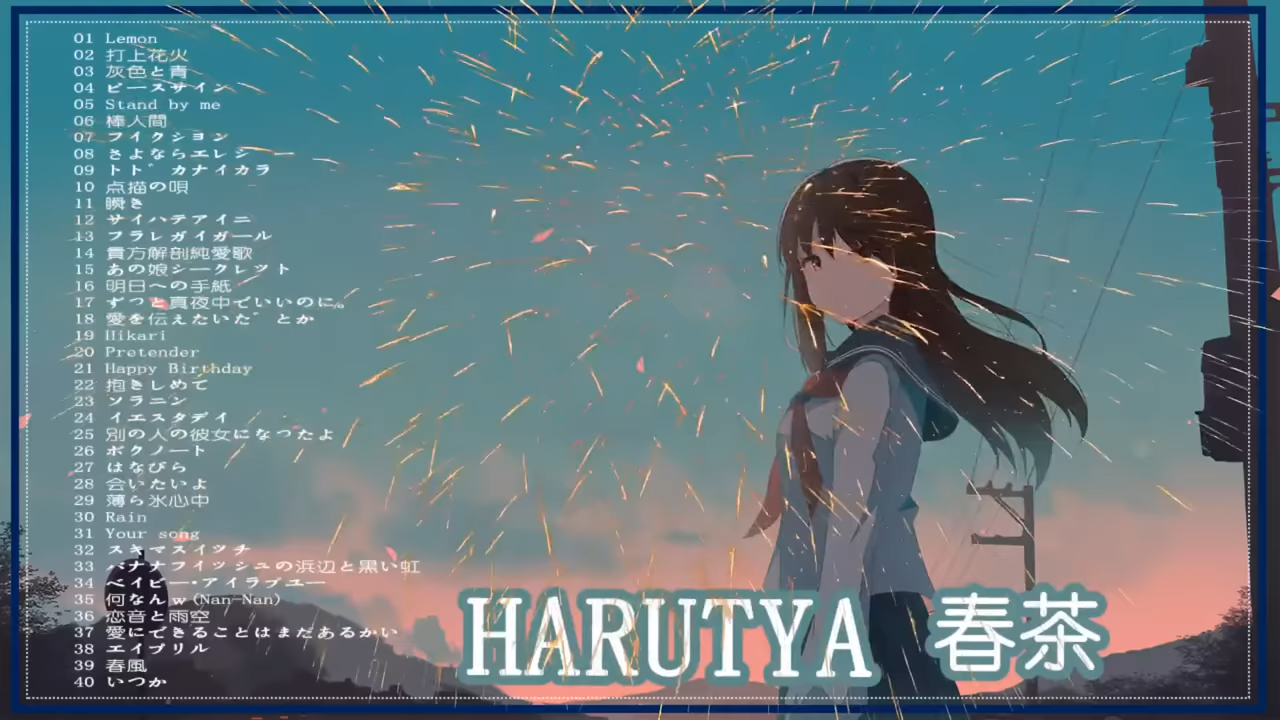 01 Lemon
02 打上花火
03 灰色と青
04 ピースサイン
05 Stand by me
06 棒人間
07 フイクシヨン
08 さよならエレジー
09 トドカナイカラ
10 点描の唄
11 瞬き
12 サイハテアイニ
13 フラレガイガール
14 貴方解剖純愛歌
15 あの娘シークレツト
16 明日への手紙
17 ずつと真夜中でいいのに。
18 愛を伝えたいだとか
19 Hikari
20 Pretender
21 Happy Birthday
22 抱きしめて
23 ソラニン
24 イエスタデイ
25 別の人の彼女になつたよ
26 ボクノート
27 はなびら
28 会いたいよ
29 薄ら氷心中
30 Rain
31 Your song
32 スキマスイツチ
33 バナナフイツシユの浜辺と黒い虹
34 ベイビー・アイラブユー
35 何なんw(Nan-Nan)
36 恋音と雨空
37 愛にできることはまだあるかい
38 エイプリル
39 春風
40 いつか
HARUTYA 春茶